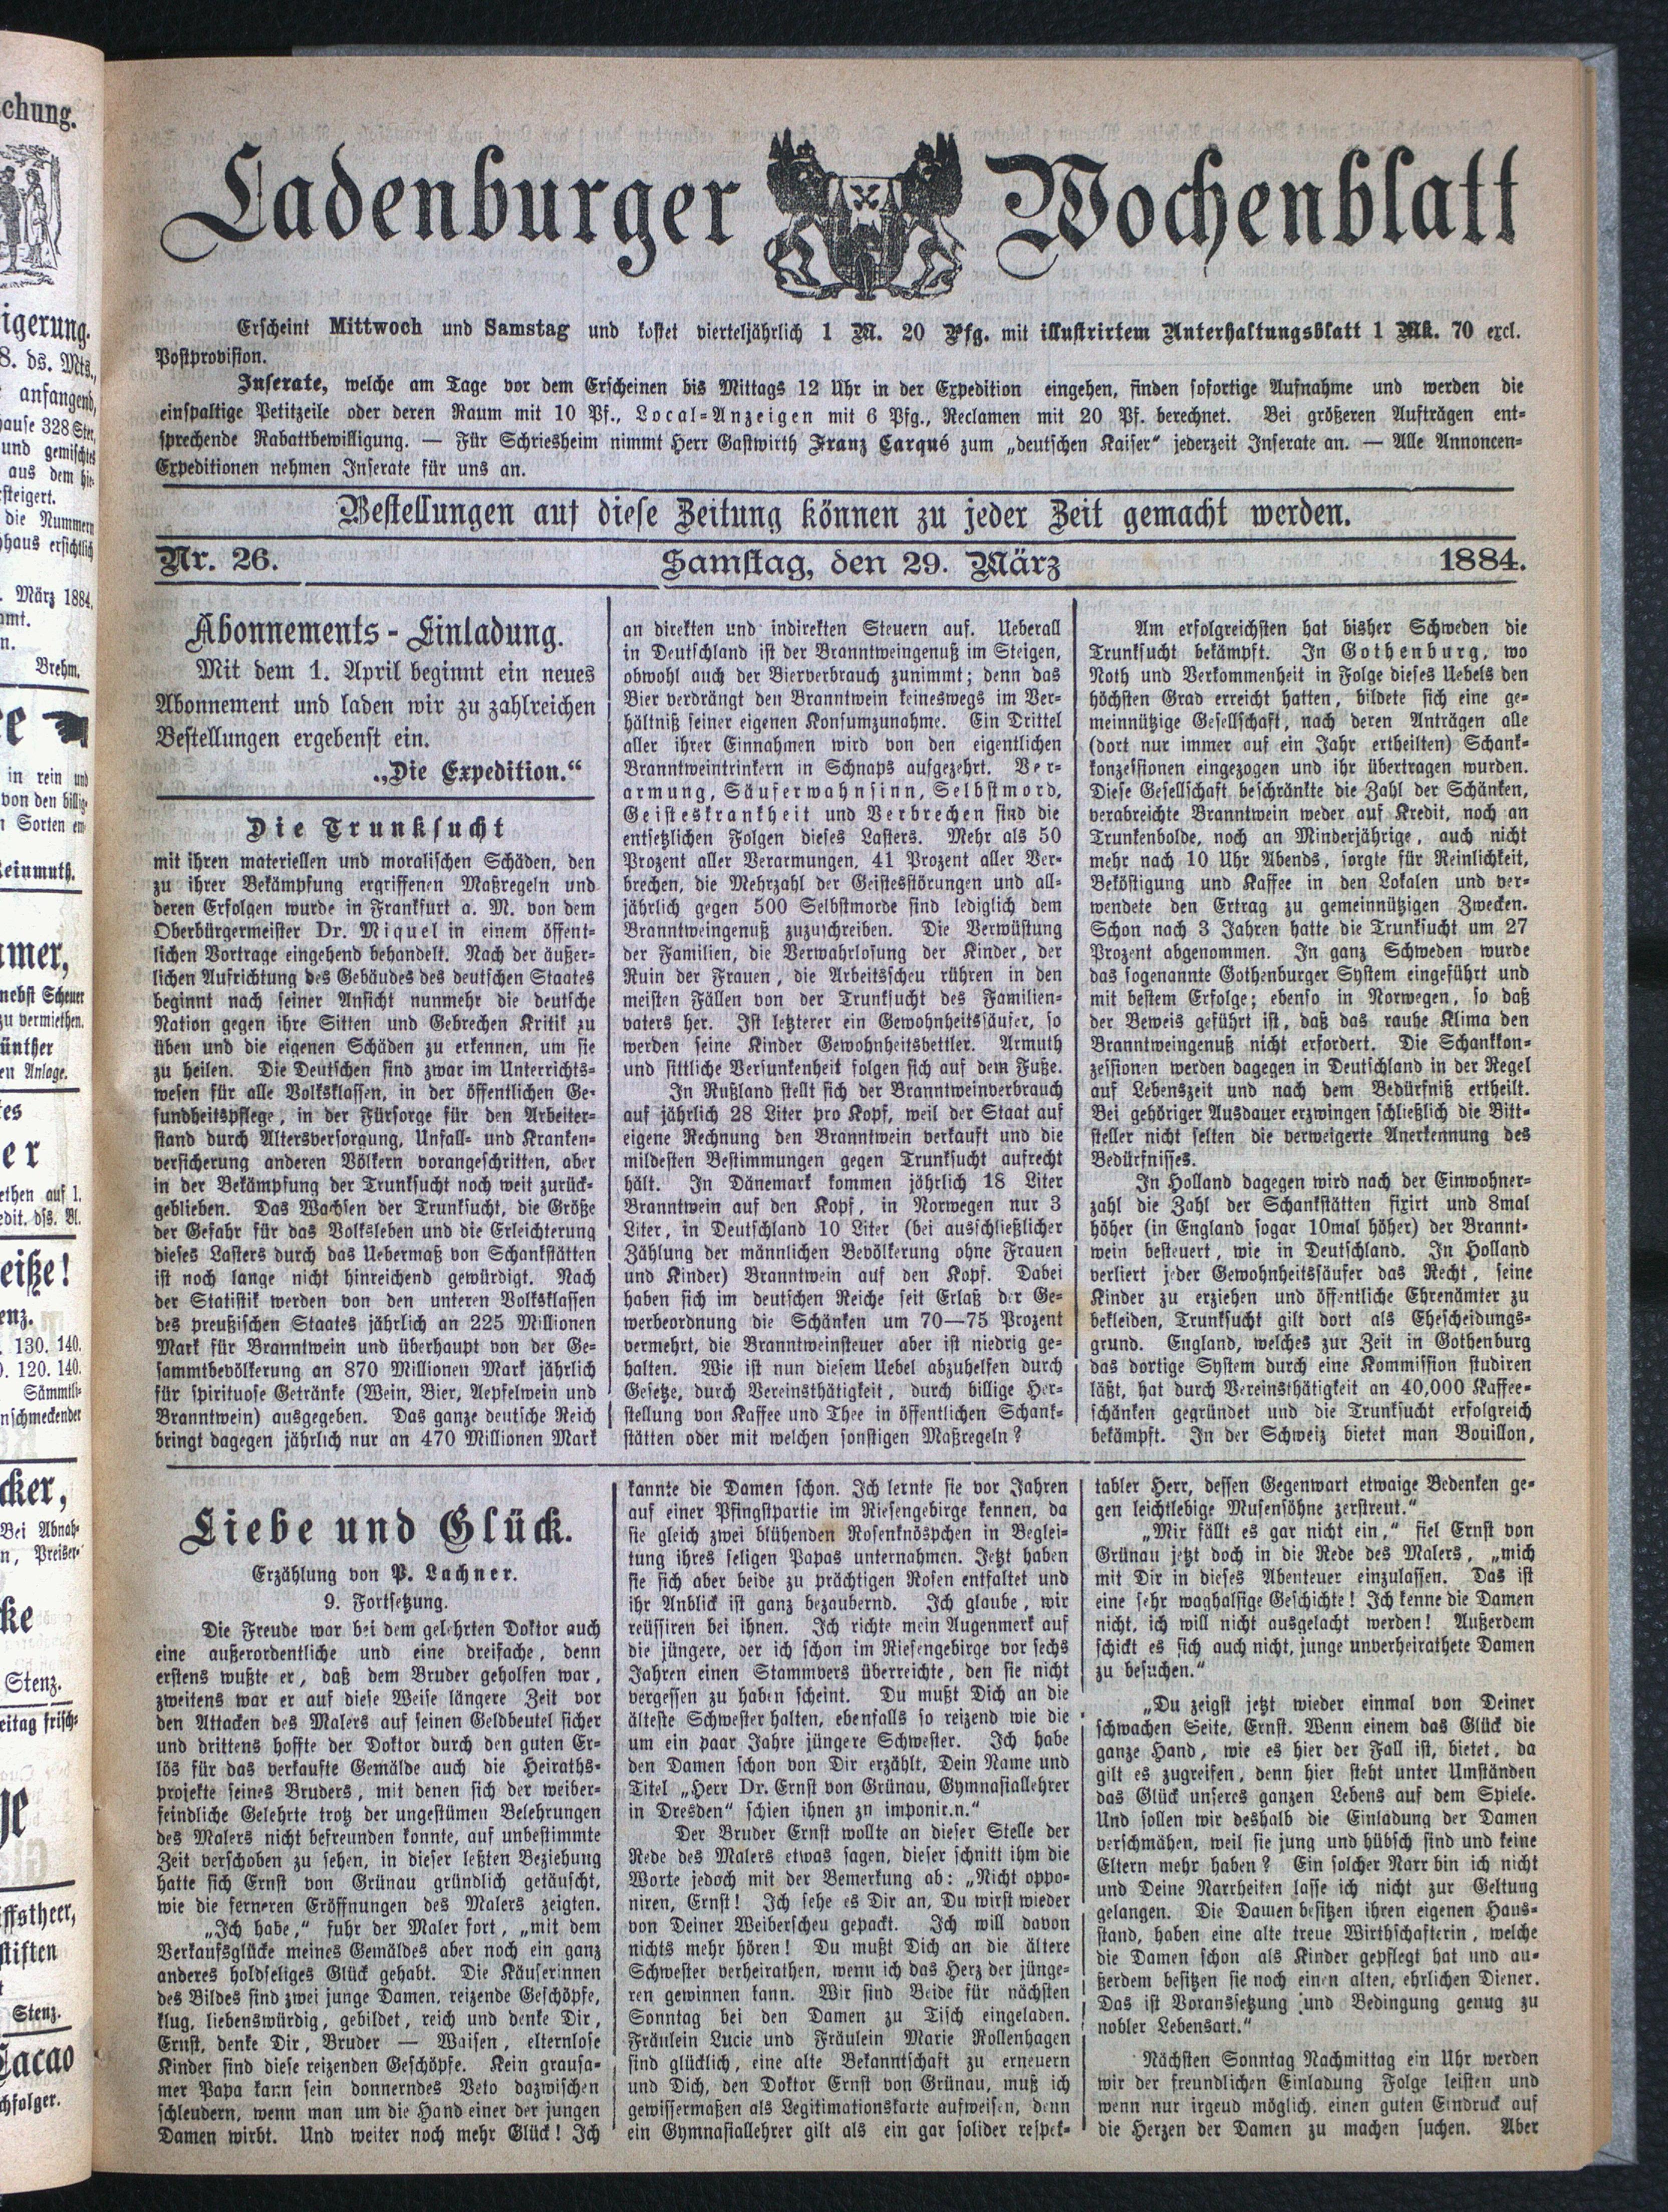 chung.
igerung.
8. ds. Mts.,
anfangend,
hause 328 Ster,
und gemischtes
aus dem hie-
rsteigert.
die Nummern
hhaus ersichtlich
. März 1884.
amt.
n.
Brehm.
in rein und
von den billig-
n Sorten em-
Reinmuth.
mer,
nebst Scheuer
zu vermiethen.
ünther
en Anlage.
es
er
ethen auf 1.
edit. dss. Bl.
eiße!
enz.
. 130. 140.
0. 120. 140.
Sämmtli-
nschmeckender
cker,
Bei Abnah-
n, Preiser-
ke
Stenz.
eitag frisch-
ge
iffstheer,
stiften
Stenz.
Cacao
chfolger.
Ladenburger Wochenblatt
Erscheint Mittwoch und Samstag und kostet vierteljährlich 1 M. 20 Pfg. mit illustrirtem Unterhaltungsblatt 1 Mk. 70 excl.
Postprovision.
Inserate, welche am Tage vor dem Erscheinen bis Mittags 12 Uhr in der Expedition eingehen, finden sofortige Aufnahme und werden die
einspaltige Petitzeile oder deren Raum mit 10 Pf., Local-Anzeigen mit 6 Pfg., Reclamen mit 20 Pf. berechnet. Bei größeren Aufträgen ent-
sprechende Rabattbewilligung. — Für Schriesheim nimmt Herr Gastwirth Franz Carqué zum „deutschen Kaiser“ jederzeit Inserate an. — Alle Annoncen-
Expeditionen nehmen Inserate für uns an.
Bestellungen auf diese Zeitung können zu jeder Zeit gemacht werden.
Nr. 26. Samstag, den 29. März 1884.
Abonnements-Einladung.
Mit dem 1. April beginnt ein neues
Abonnement und laden wir zu zahlreichen
Bestellungen ergebenst ein.
„Die Expedition.“
Die Trunksucht
mit ihren materiellen und moralischen Schäden, den
zu ihrer Bekämpfung ergriffenen Maßregeln und
deren Erfolgen wurde in Frankfurt a. M. von dem
Oberbürgermeister Dr. Miquel in einem öffent-
lichen Vortrage eingehend behandelt. Nach der äußer-
lichen Aufrichtung des Gebäudes des deutschen Staates
beginnt nach seiner Ansicht nunmehr die deutsche
Nation gegen ihre Sitten und Gebrechen Kritik zu
üben und die eigenen Schäden zu erkennen, um sie
zu heilen. Die Deutschen sind zwar im Unterrichts-
wesen für alle Volksklassen, in der öffentlichen Ge-
sundheitspflege, in der Fürsorge für den Arbeiter-
stand durch Altersversorgung, Unfall- und Kranken-
versicherung anderen Völkern vorangeschritten, aber
in der Bekämpfung der Trunksucht noch weit zurück-
geblieben. Das Wachsen der Trunksucht, die Größe
der Gefahr für das Volksleben und die Erleichterung
dieses Lasters durch das Uebermaß von Schankstätten
ist noch lange nicht hinreichend gewürdigt. Nach
der Statistik werden von den unteren Volksklassen
des preußischen Staates jährlich an 225 Millionen
Mark für Branntwein und überhaupt von der Ge-
sammtbevölkerung an 870 Millionen Mark jährlich
für spirituose Getränke (Wein, Bier, Aepfelwein und
Branntwein) ausgegeben. Das ganze deutsche Reich
bringt dagegen jährlich nur an 470 Millionen Mark
an direkten und indirekten Steuern auf. Ueberall
in Deutschland ist der Branntweingenuß im Steigen,
obwohl auch der Bierverbrauch zunimmt; denn das
Bier verdrängt den Branntwein keineswegs im Ver-
hältniß seiner eigenen Konsumzunahme. Ein Drittel
aller ihrer Einnahmen wird von den eigentlichen
Branntweintrinkern in Schnaps aufgezehrt. Ver-
armung, Säuferwahnsinn, Selbstmord,
Geisteskrankheit und Verbrechen sind die
entsetzlichen Folgen dieses Lasters. Mehr als 50
Prozent aller Verarmungen, 41 Prozent aller Ver-
brechen, die Mehrzahl der Geistesstörungen und all-
jährlich gegen 500 Selbstmorde sind lediglich dem
Branntweingenuß zuzuschreiben. Die Verwüstung
der Familien, die Verwahrlosung der Kinder, der
Ruin der Frauen, die Arbeitsscheu rühren in den
meisten Fällen von der Trunksucht des Familien-
vaters her. Ist letzterer ein Gewohnheitssäufer, so
werden seine Kinder Gewohnheitsbettler. Armuth
und sittliche Versunkenheit folgen sich auf dem Fuße.
In Rußland stellt sich der Branntweinverbrauch
auf jährlich 28 Liter pro Kopf, weil der Staat auf
eigene Rechnung den Branntwein verkauft und die
mildesten Bestimmungen gegen Trunksucht aufrecht
hält. In Dänemark kommen jährlich 18 Liter
Branntwein auf den Kopf, in Norwegen nur 3
Liter, in Deutschland 10 Liter (bei ausschließlicher
Zählung der männlichen Bevölkerung ohne Frauen
und Kinder) Branntwein auf den Kopf. Dabei
haben sich im deutschen Reiche seit Erlaß der Ge-
werbeordnung die Schänken um 70—75 Prozent
vermehrt, die Branntweinsteuer aber ist niedrig ge-
halten. Wie ist nun diesem Uebel abzuhelfen durch
Gesetze, durch Vereinsthätigkeit, durch billige Her-
stellung von Kaffee und Thee in öffentlichen Schank-
stätten oder mit welchen sonstigen Maßregeln?
Am erfolgreichsten hat bisher Schweden die
Trunksucht bekämpft. In Gothenburg, wo
Noth und Verkommenheit in Folge dieses Uebels den
höchsten Grad erreicht hatten, bildete sich eine ge-
meinnützige Gesellschaft, nach deren Anträgen alle
(dort nur immer auf ein Jahr ertheilten) Schank-
konzessionen eingezogen und ihr übertragen wurden.
Diese Gesellschaft beschränkte die Zahl der Schänken,
verabreichte Branntwein weder auf Kredit, noch an
Trunkenbolde, noch an Minderjährige, auch nicht
mehr nach 10 Uhr Abends, sorgte für Reinlichkeit,
Beköstigung und Kaffee in den Lokalen und ver-
wendete den Ertrag zu gemeinnützigen Zwecken.
Schon nach 3 Jahren hatte die Trunksucht um 27
Prozent abgenommen. In ganz Schweden wurde
das sogenannte Gothenburger System eingeführt und
mit bestem Erfolge; ebenso in Norwegen, so daß
der Beweis geführt ist, daß das rauhe Klima den
Branntweingenuß nicht erfordert. Die Schankkon-
zessionen werden dagegen in Deutschland in der Regel
auf Lebenszeit und nach dem Bedürfniß ertheilt.
Bei gehöriger Ausdauer erzwingen schließlich die Bitt-
steller nicht selten die verweigerte Anerkennung des
Bedürfnisses.
In Holland dagegen wird nach der Einwohner-
zahl die Zahl der Schankstätten fixirt und 8mal
höher (in England sogar 10mal höher) der Brannt-
wein besteuert, wie in Deutschland. In Holland
verliert jeder Gewohnheitssäufer das Recht, seine
Kinder zu erziehen und öffentliche Ehrenämter zu
bekleiden, Trunksucht gilt dort als Ehescheidungs-
grund. England, welches zur Zeit in Gothenburg
das dortige System durch eine Kommission studiren
läßt, hat durch Vereinsthätigkeit an 40,000 Kaffee-
schänken gegründet und die Trunksucht erfolgreich
bekämpft. In der Schweiz bietet man Bouillon,
Liebe und Glück.
Erzählung von P. Lachner.
9. Fortsetzung.
Die Freude war bei dem gelehrten Doktor auch
eine außerordentliche und eine dreifache, denn
erstens wußte er, daß dem Bruder geholfen war,
zweitens war er auf diese Weise längere Zeit vor
den Attacken des Malers auf seinen Geldbeutel sicher
und drittens hoffte der Doktor durch den guten Er-
lös für das verkaufte Gemälde auch die Heiraths-
projekte seines Bruders, mit denen sich der weiber-
feindliche Gelehrte trotz der ungestümen Belehrungen
des Malers nicht befreunden konnte, auf unbestimmte
Zeit verschoben zu sehen, in dieser letzten Beziehung
hatte sich Ernst von Grünau gründlich getäuscht,
wie die ferneren Eröffnungen des Malers zeigten.
„Ich habe,“ fuhr der Maler fort, „mit dem
Verkaufsglücke meines Gemäldes aber noch ein ganz
anderes holdseliges Glück gehabt. Die Käuferinnen
des Bildes sind zwei junge Damen, reizende Geschöpfe,
klug, liebenswürdig, gebildet, reich und denke Dir,
Ernst, denke Dir, Bruder — Waisen, elternlose
Kinder sind diese reizenden Geschöpfe. Kein grausa-
mer Papa kann sein donnerndes Veto dazwischen
schleudern, wenn man um die Hand einer der jungen
Damen wirbt. Und weiter noch mehr Glück! Ich
kannte die Damen schon. Ich lernte sie vor Jahren
auf einer Pfingstpartie im Riesengebirge kennen, da
sie gleich zwei blühenden Rosenknöspchen in Beglei-
tung ihres seligen Papas unternahmen. Jetzt haben
sie sich aber beide zu prächtigen Rosen entfaltet und
ihr Anblick ist ganz bezaubernd. Ich glaube, wir
reüssiren bei ihnen. Ich richte mein Augenmerk auf
die jüngere, der ich schon im Riesengebirge vor sechs
Jahren einen Stammvers überreichte, den sie nicht
vergessen zu haben scheint. Du mußt Dich an die
älteste Schwester halten, ebenfalls so reizend wie die
um ein paar Jahre jüngere Schwester. Ich habe
den Damen schon von Dir erzählt, Dein Name und
Titel „Herr Dr. Ernst von Grünau, Gymnasiallehrer
in Dresden“ schien ihnen zu imponir.n.“
Der Bruder Ernst wollte an dieser Stelle der
Rede des Malers etwas sagen, dieser schnitt ihm die
Worte jedoch mit der Bemerkung ab: „Nicht oppo-
niren, Ernst! Ich sehe es Dir an, Du wirst wieder
von Deiner Weiberscheu gepackt. Ich will davon
nichts mehr hören! Du mußt Dich an die ältere
Schwester verheirathen, wenn ich das Herz der jünge-
ren gewinnen kann. Wir sind Beide für nächsten
Sonntag bei den Damen zu Tisch eingeladen.
Fräulein Lucie und Fräulein Marie Rollenhagen
sind glücklich, eine alte Bekanntschaft zu erneuern
und Dich, den Doktor Ernst von Grünau, muß ich
gewissermaßen als Legitimationskarte aufweisen, denn
ein Gymnasiallehrer gilt als ein gar solider respek-
tabler Herr, dessen Gegenwart etwaige Bedenken ge-
gen leichtlebige Musensöhne zerstreut.“
„Mir fällt es gar nicht ein,“ fiel Ernst von
Grünau jetzt doch in die Rede des Malers, „mich
mit Dir in dieses Abenteuer einzulassen. Das ist
eine sehr waghalsige Geschichte! Ich kenne die Damen
nicht, ich will nicht ausgelacht werden! Außerdem
schickt es sich auch nicht, junge unverheirathete Damen
zu besuchen.“
„Du zeigst jetzt wieder einmal von Deiner
schwachen Seite, Ernst. Wenn einem das Glück die
ganze Hand, wie es hier der Fall ist, bietet, da
gilt es zugreifen, denn hier steht unter Umständen
das Glück unseres ganzen Lebens auf dem Spiele.
Und sollen wir deshalb die Einladung der Damen
verschmähen, weil sie jung und hübsch sind und keine
Eltern mehr haben? Ein solcher Narr bin ich nicht
und Deine Narrheiten lasse ich nicht zur Geltung
gelangen. Die Damen besitzen ihren eigenen Haus-
stand, haben eine alte treue Wirthschafterin, welche
die Damen schon als Kinder gepflegt hat und au-
ßerdem besitzen sie noch einen alten, ehrlichen Diener.
Das ist Voraussetzung und Bedingung genug zu
nobler Lebensart.“
Nächsten Sonntag Nachmittag ein Uhr werden
wir der freundlichen Einladung Folge leisten und
wenn nur irgeud möglich, einen guten Eindruck auf
die Herzen der Damen zu machen suchen. Aber